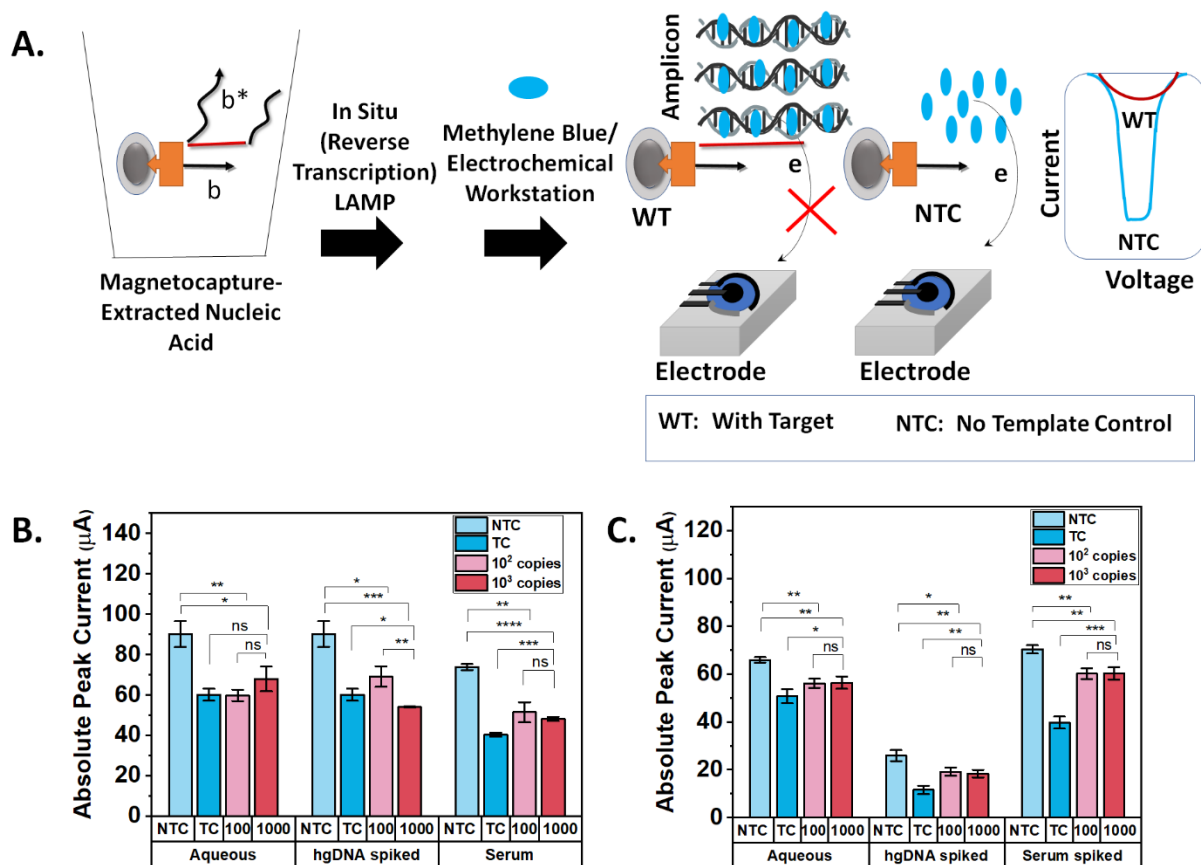 A.
b*
b
Magnetocapture-
Extracted Nucleic
Acid
In Situ
(Reverse
Transcription)
LAMP
Methylene Blue/
Electrochemical
Workstation
Amplicon
WT
e
NTC
e
Electrode
Electrode
Current
WT
NTC
Voltage
WT: With Target NTC: No Template Control
B.
Absolute Peak Current (μA)
140
120
100
80
60
40
20
0
NTC
TC
10² copies
10³ copies
**
*
ns
ns
*
***
*
**
**
****
***
ns
NTC TC 100 1000 NTC TC 100 1000 NTC TC 100 1000
Aqueous hgDNA spiked Serum
C.
Absolute Peak Current (μA)
120
100
80
60
40
20
0
NTC
TC
10² copies
10³ copies
**
**
*
ns
*
**
**
ns
**
**
***
ns
NTC TC 100 1000 NTC TC 100 1000 NTC TC 100 1000
Aqueous hgDNA spiked Serum spiked